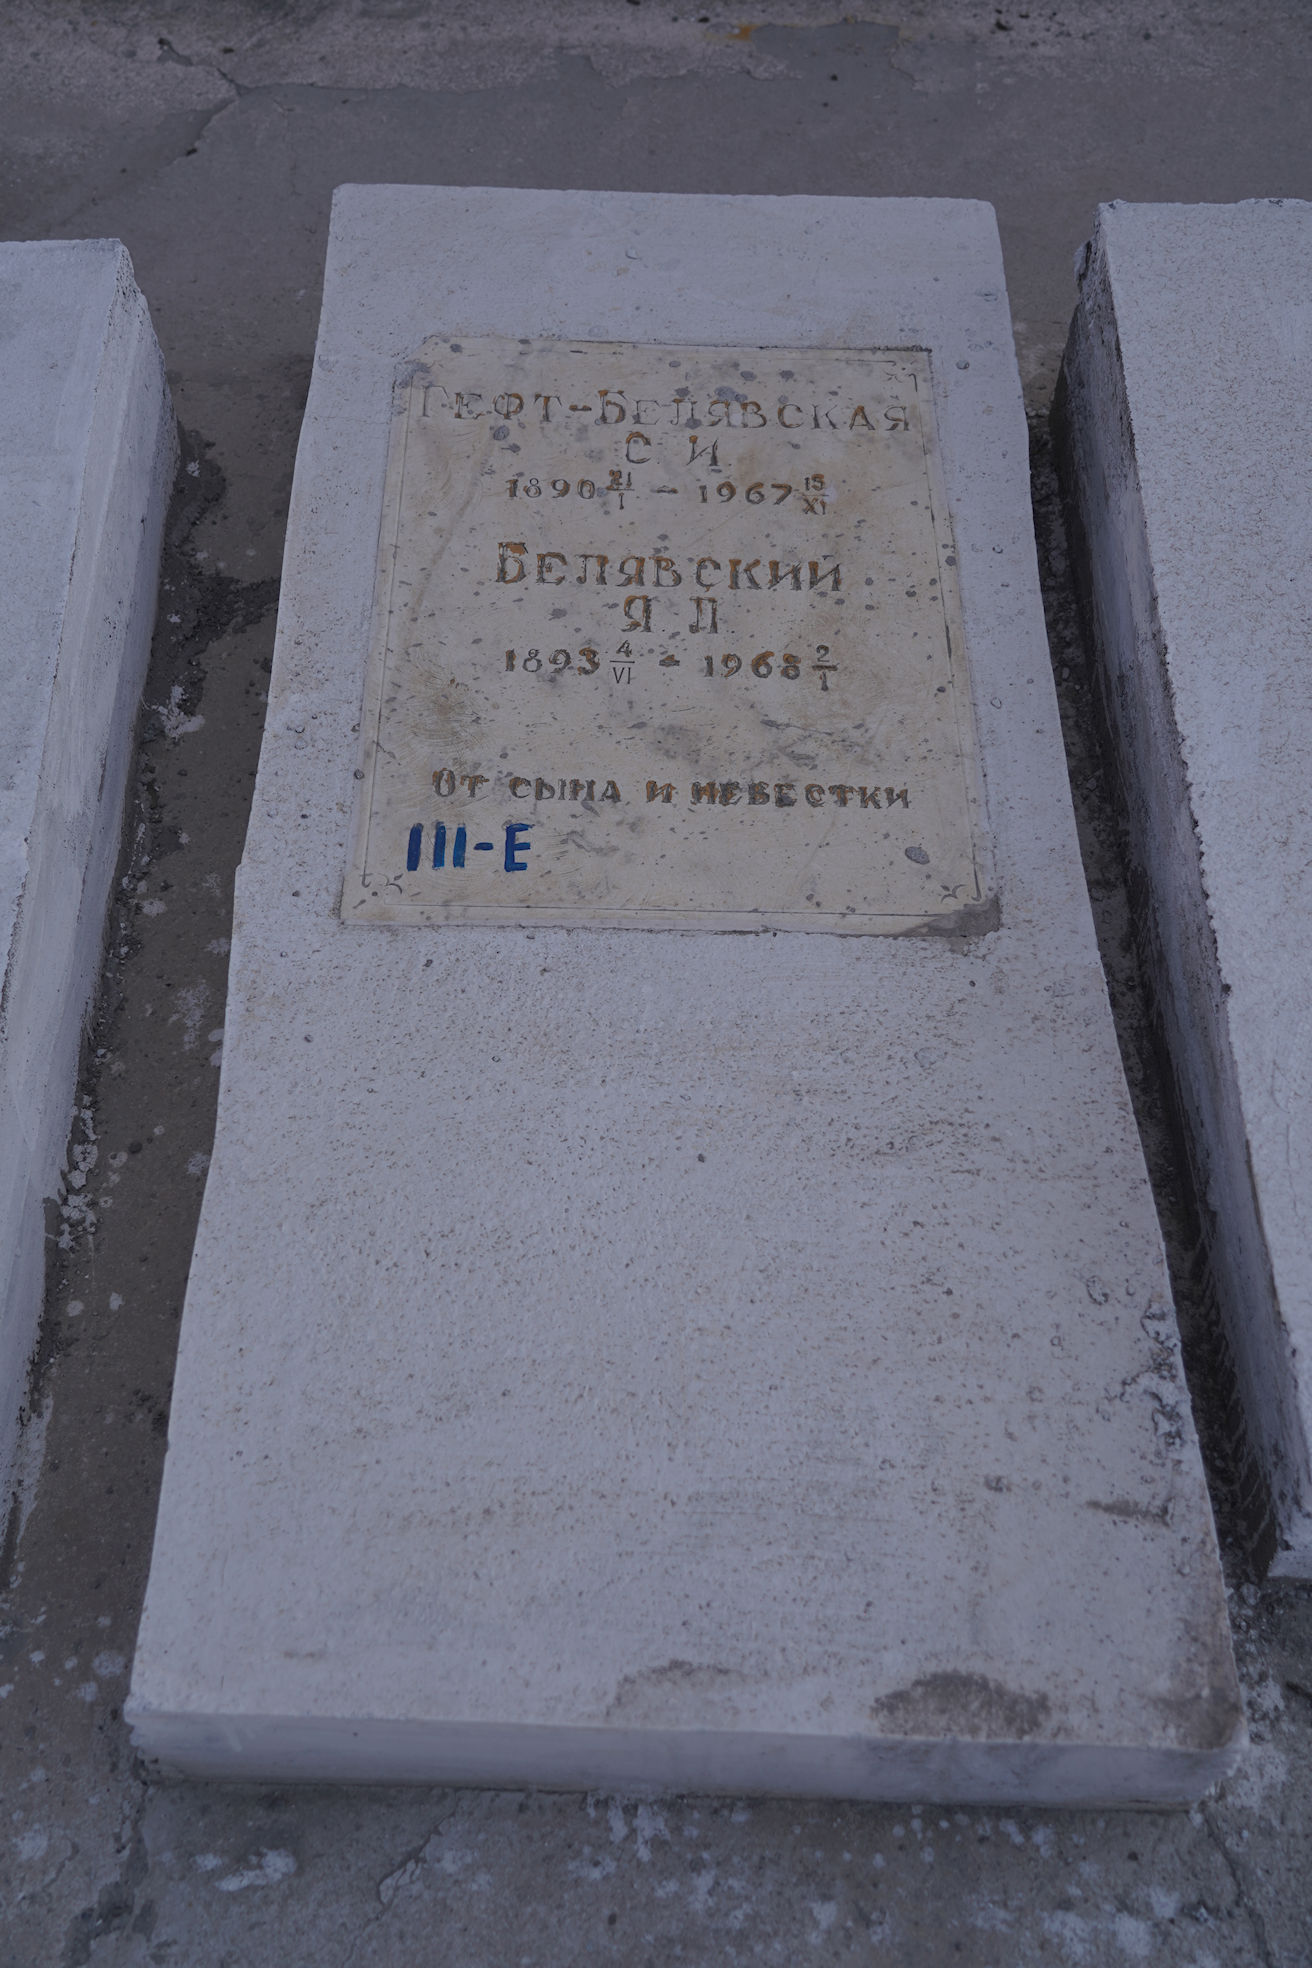 Гефт-Белявская
С И
1890 21/I - 1967 15/XI
Белявский
Я Л
1893 4/VI - 1968 2/I
От сына и невестки
III-Е